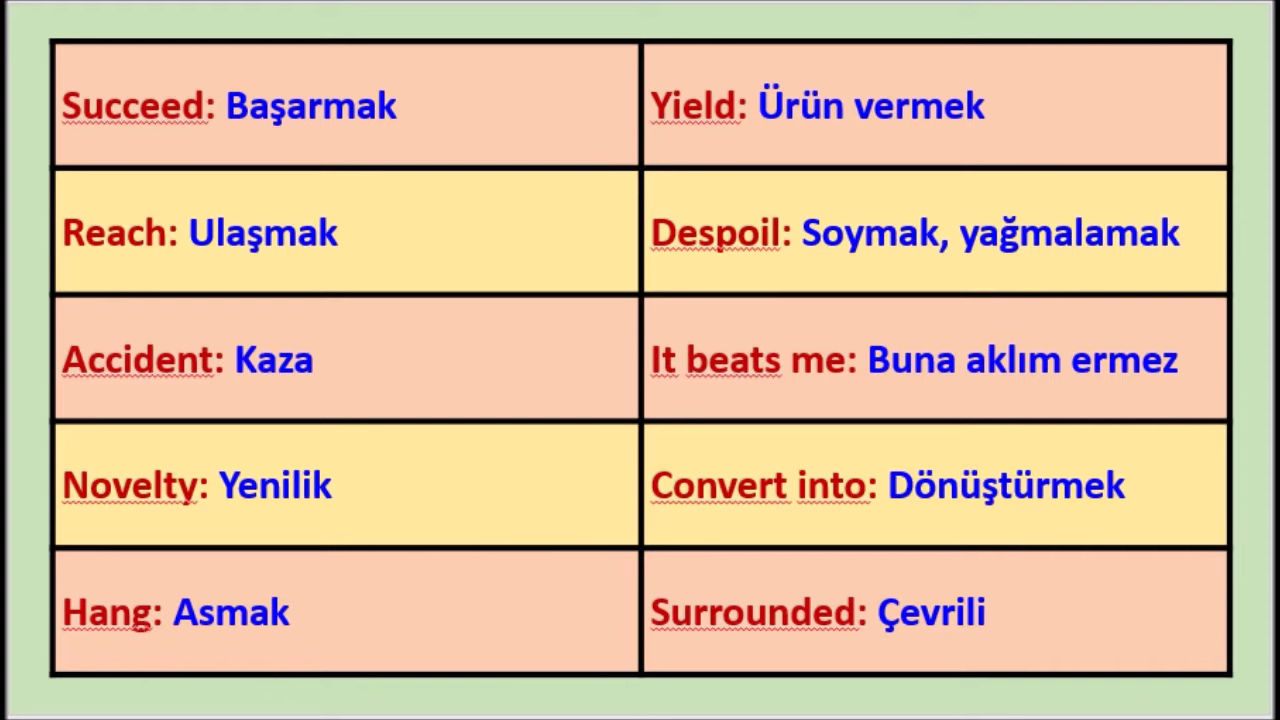 Succeed: Başarmak
Yield: Ürün vermek
Reach: Ulaşmak
Despoil: Soymak, yağmalamak
Accident: Kaza
It beats me: Buna aklım ermez
Novelty: Yenilik
Convert into: Dönüştürmek
Hang: Asmak
Surrounded: Çevrili